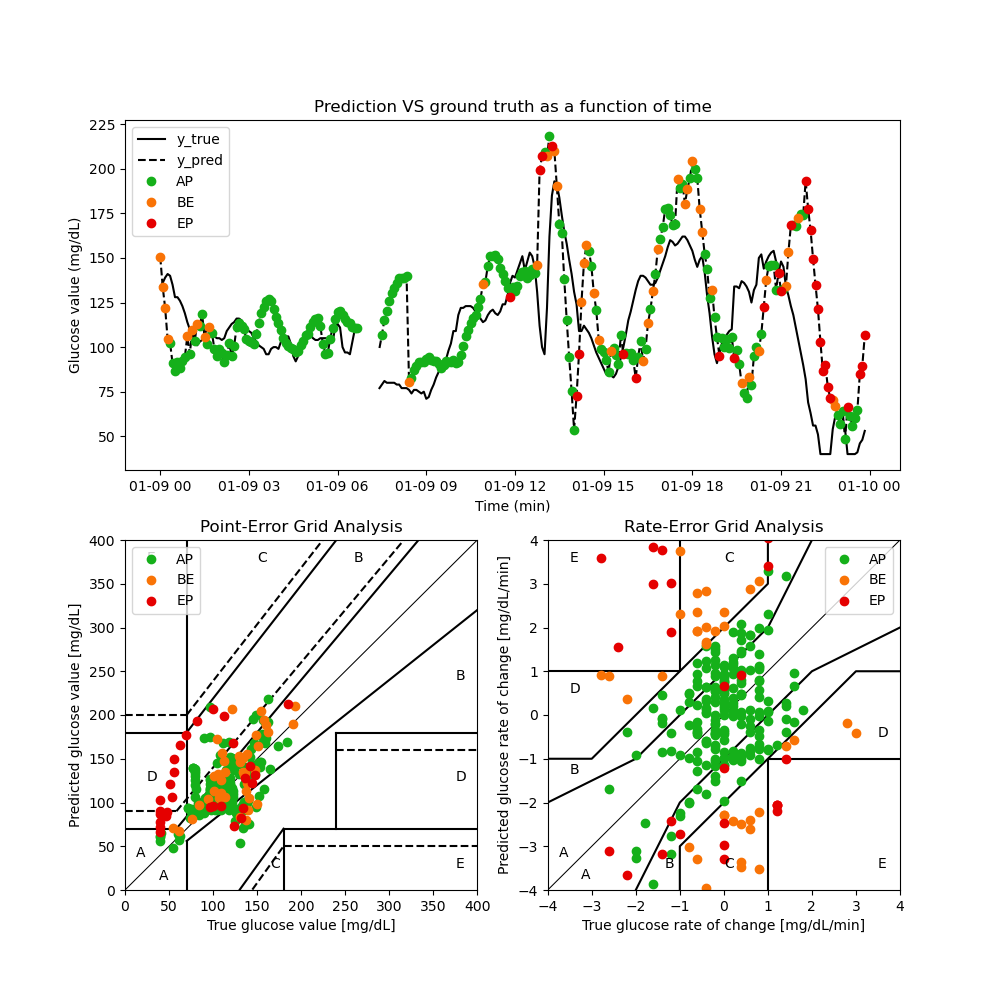 Prediction VS ground truth as a function of time
Glucose value (mg/dL)
225
200
175
150
125
100
75
50
y_true
y_pred
AP
BE
EP
01-09 00
01-09 03
01-09 06
01-09 09
01-09 12
01-09 15
01-09 18
01-09 21
01-10 00
Time (min)
Point-Error Grid Analysis
Predicted glucose value [mg/dL]
400
350
300
250
200
150
100
50
0
AP
BE
EP
C
B
B
D
D
A
A
C
E
0
50
100
150
200
250
300
350
400
True glucose value [mg/dL]
Rate-Error Grid Analysis
Predicted glucose rate of change [mg/dL/min]
4
3
2
1
0
−1
−2
−3
−4
E
C
AP
BE
EP
D
D
B
A
A
B
C
E
−4
−3
−2
−1
0
1
2
3
4
True glucose rate of change [mg/dL/min]